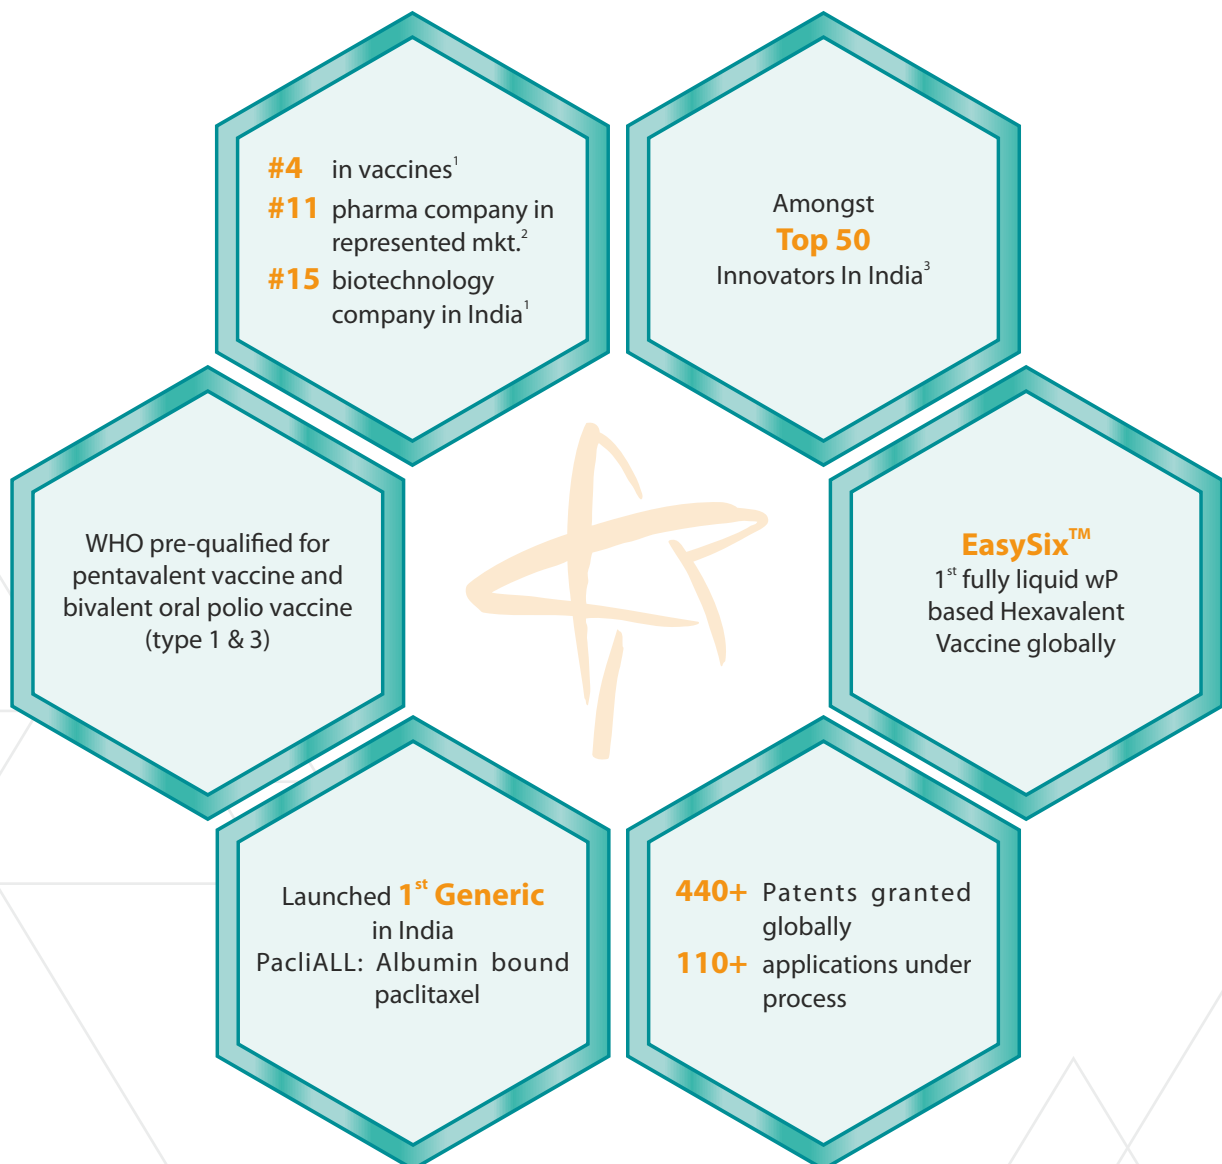 #4 in vaccines¹
#11 pharma company in
represented mkt.²
#15 biotechnology
company in India¹
Amongst
Top 50
Innovators In India³
WHO pre-qualified for
pentavalent vaccine and
bivalent oral polio vaccine
(type 1 & 3)
EasySix™
1ˢᵗ fully liquid wP
based Hexavalent
Vaccine globally
Launched 1ˢᵗ Generic
in India
PacliALL: Albumin bound
paclitaxel
440+ Patents granted
globally
110+ applications under
process